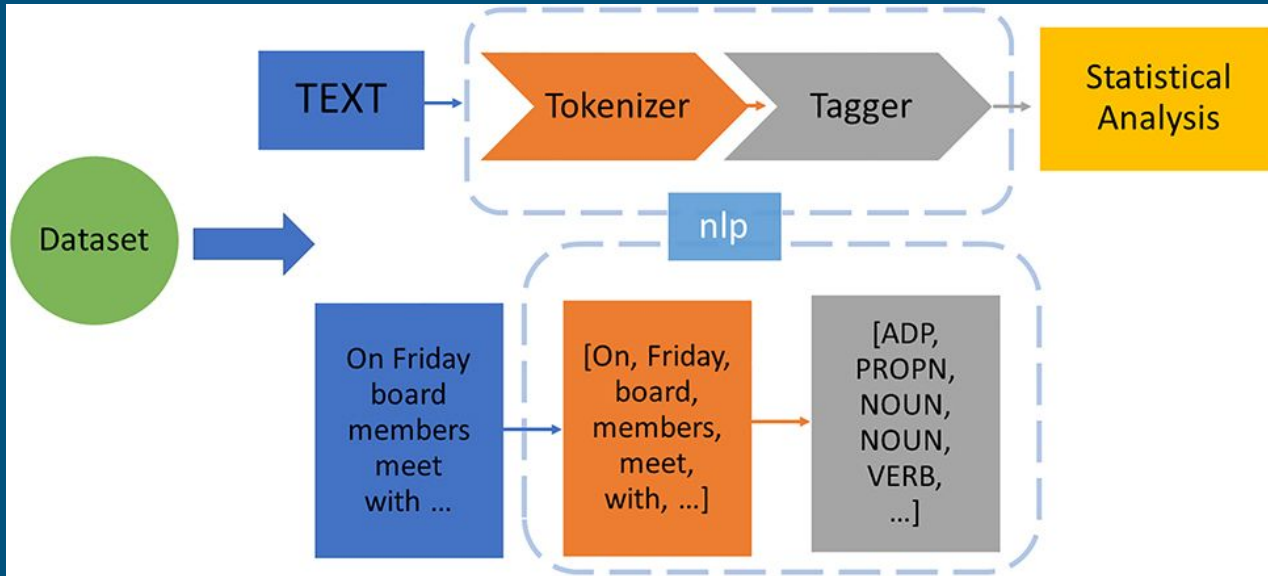 TEXT
Tokenizer
Tagger
Statistical
Analysis
Dataset
nlp
On Friday
board
members
meet
with ...
[On, Friday,
board,
members,
meet,
with, ...]
[ADP,
PROPN,
NOUN,
NOUN,
VERB,
...]